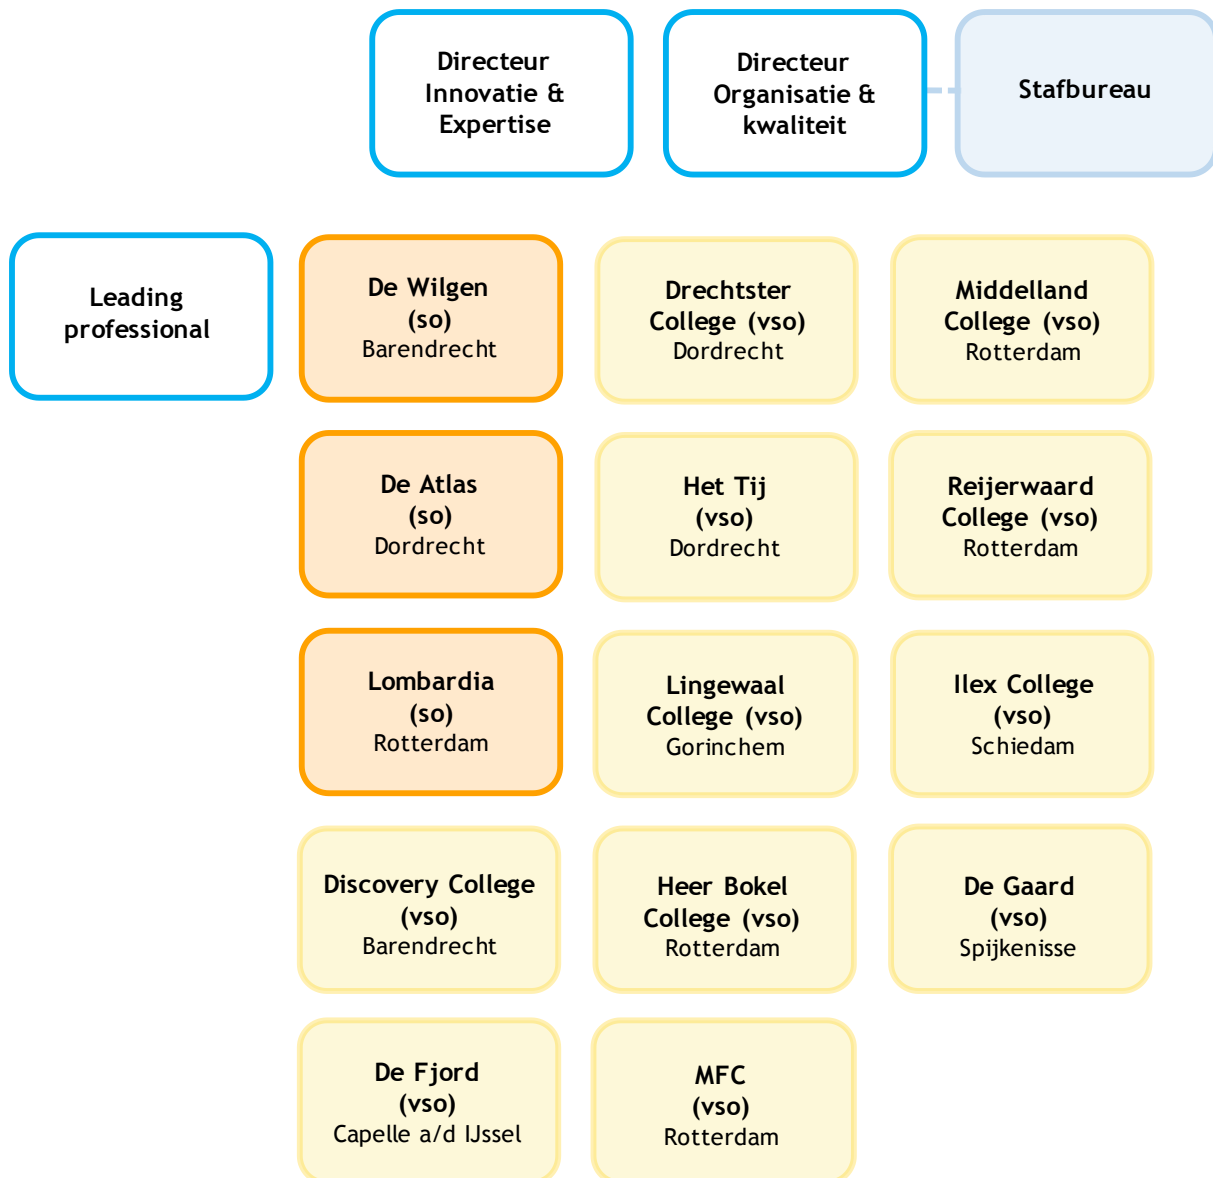 Directeur
Innovatie &
Expertise
Directeur
Organisatie &
kwaliteit
Stafbureau
Leading
professional
De Wilgen
(so)
Barendrecht
Drechtster
College (vso)
Dordrecht
Middelland
College (vso)
Rotterdam
De Atlas
(so)
Dordrecht
Het Tij
(vso)
Dordrecht
Reijerwaard
College (vso)
Rotterdam
Lombardia
(so)
Rotterdam
Lingewaal
College (vso)
Gorinchem
Ilex College
(vso)
Schiedam
Discovery College
(vso)
Barendrecht
Heer Bokel
College (vso)
Rotterdam
De Gaard
(vso)
Spijkenisse
De Fjord
(vso)
Capelle a/d IJssel
MFC
(vso)
Rotterdam